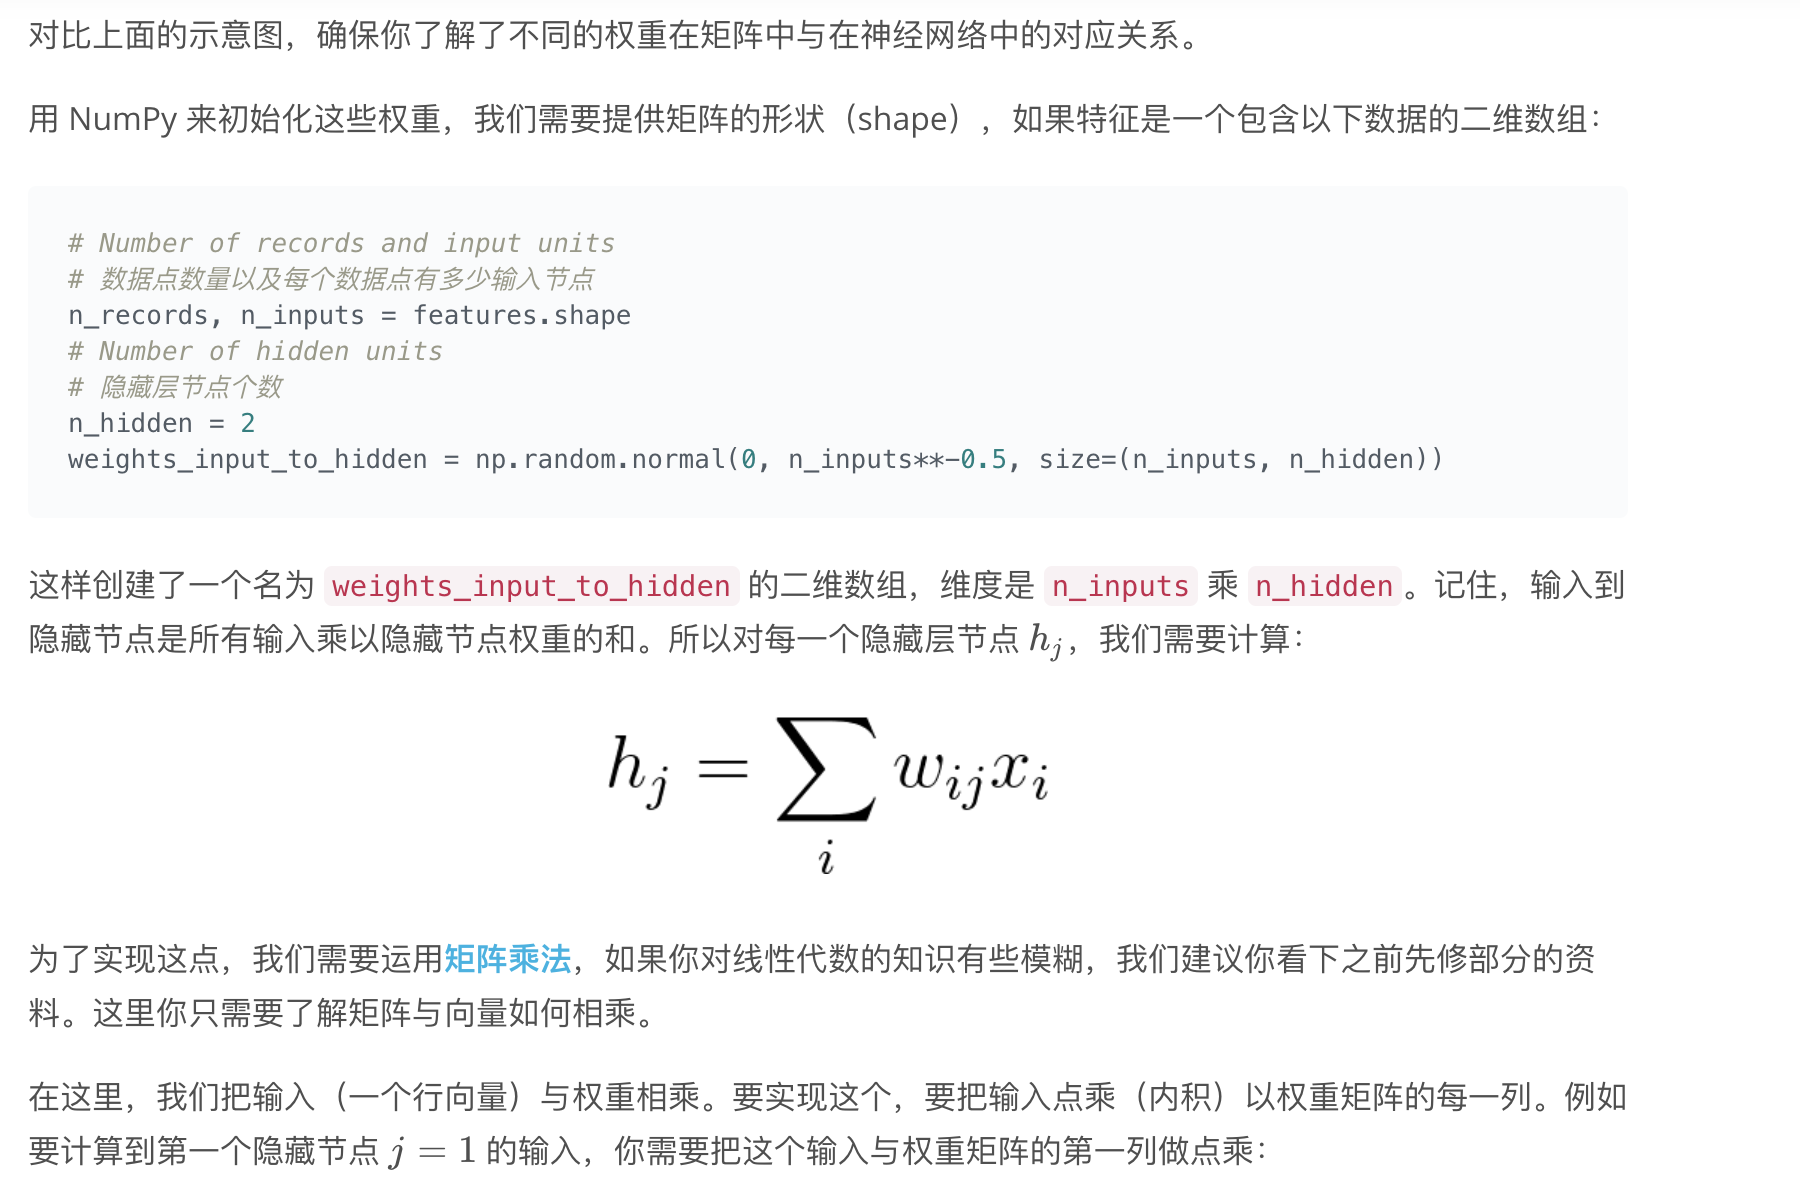 对比上面的示意图，确保你了解了不同的权重在矩阵中与在神经网络中的对应关系。
用 NumPy 来初始化这些权重，我们需要提供矩阵的形状（shape），如果特征是一个包含以下数据的二维数组：
# Number of records and input units
# 数据点数量以及每个数据点有多少输入节点
n_records, n_inputs = features.shape
# Number of hidden units
# 隐藏层节点个数
n_hidden = 2
weights_input_to_hidden = np.random.normal(0, n_inputs**-0.5, size=(n_inputs, n_hidden))
这样创建了一个名为 weights_input_to_hidden 的二维数组，维度是 n_inputs 乘 n_hidden。记住，输入到
隐藏节点是所有输入乘以隐藏节点权重的和。所以对每一个隐藏层节点 h_j，我们需要计算：
h_j = ∑_i w_{ij} x_i
为了实现这点，我们需要运用矩阵乘法，如果你对线性代数的知识有些模糊，我们建议你看下之前先修部分的资
料。这里你只需要了解矩阵与向量如何相乘。
在这里，我们把输入（一个行向量）与权重相乘。要实现这个，要把输入点乘（内积）以权重矩阵的每一列。例如
要计算到第一个隐藏节点 j = 1 的输入，你需要把这个输入与权重矩阵的第一列做点乘：